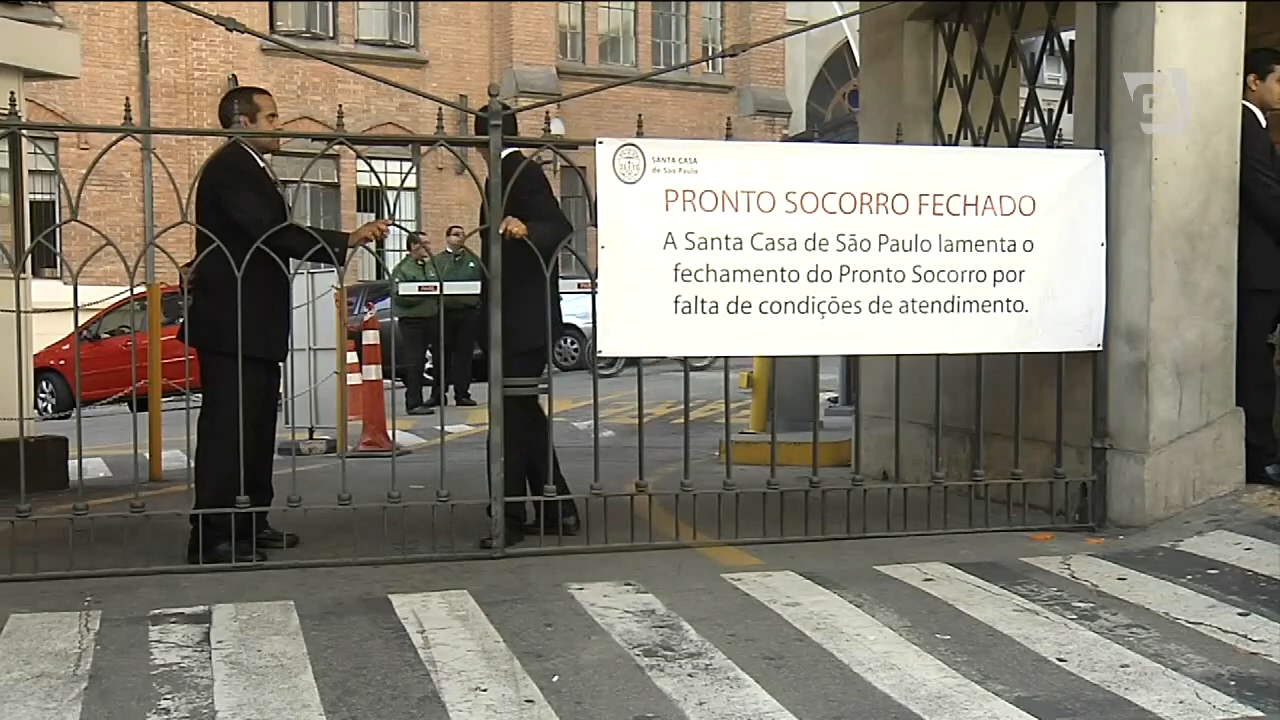 SANTA CASA
de São Paulo
PRONTO SOCORRO FECHADO
A Santa Casa de São Paulo lamenta o
fechamento do Pronto Socorro por
falta de condições de atendimento.